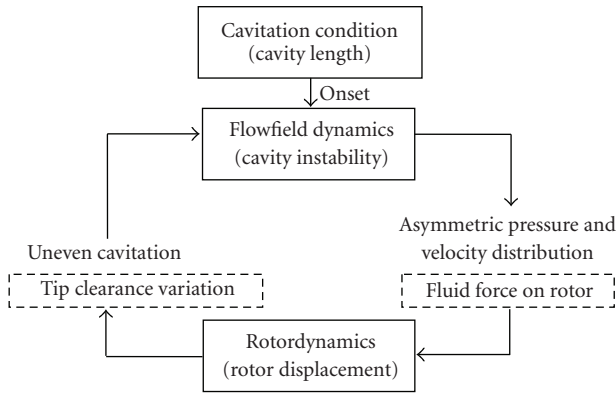 Cavitation condition
(cavity length)
Onset
Flowfield dynamics
(cavity instability)
Asymmetric pressure and
velocity distribution
Fluid force on rotor
Uneven cavitation
Tip clearance variation
Rotordynamics
(rotor displacement)